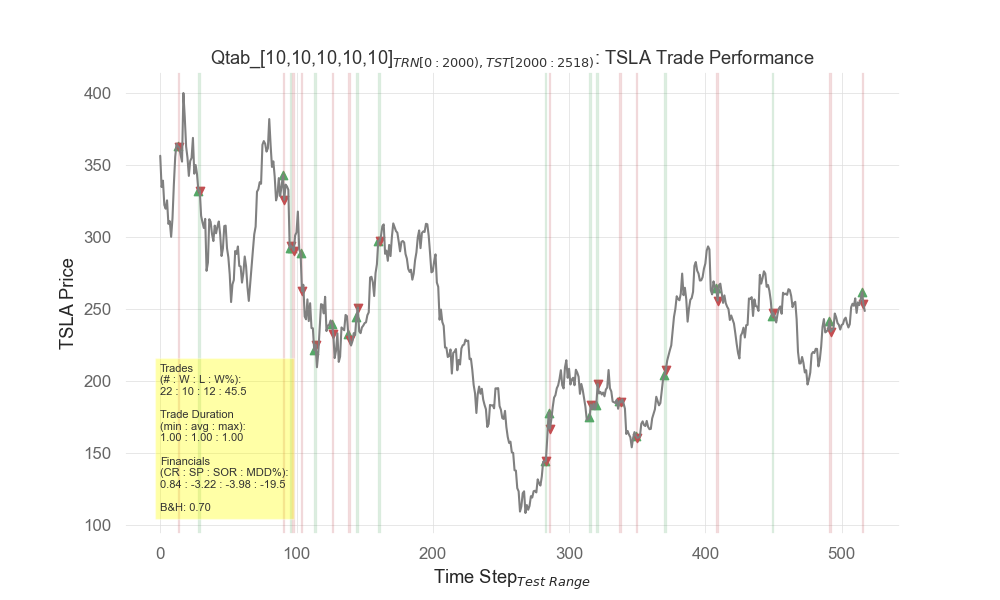 Qtab_[10,10,10,10,10]TRN[0 : 2000), TST[2000 : 2518): TSLA Trade Performance
400
350
300
250
200
150
100
TSLA Price
Trades
(# : W : L : W%):
22 : 10 : 12 : 45.5
Trade Duration
(min : avg : max):
1.00 : 1.00 : 1.00
Financials
(CR : SP : SOR : MDD%):
0.84 : -3.22 : -3.98 : -19.5
B&H: 0.70
0 100 200 300 400 500
Time StepTest Range